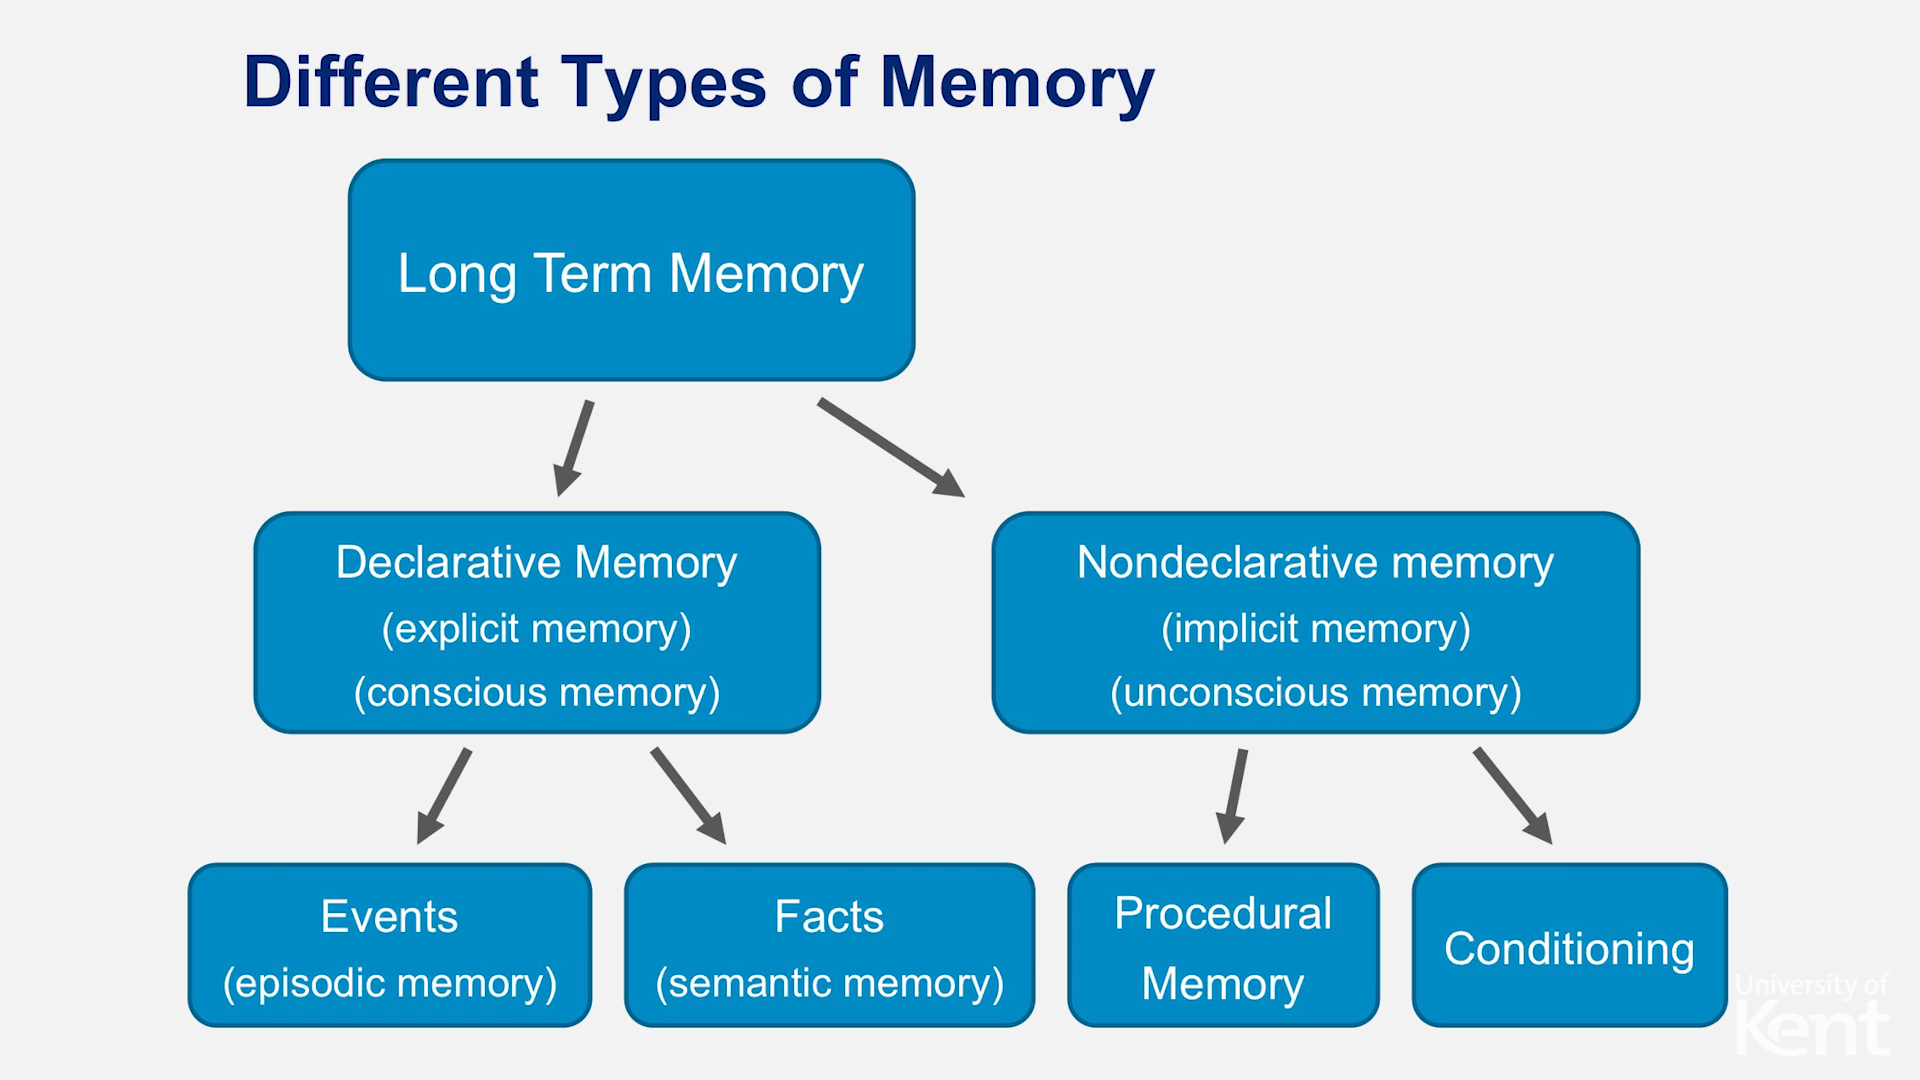 Different Types of Memory
Long Term Memory
Declarative Memory
(explicit memory)
(conscious memory)
Nondeclarative memory
(implicit memory)
(unconscious memory)
Events
(episodic memory)
Facts
(semantic memory)
Procedural
Memory
Conditioning
University of
Kent